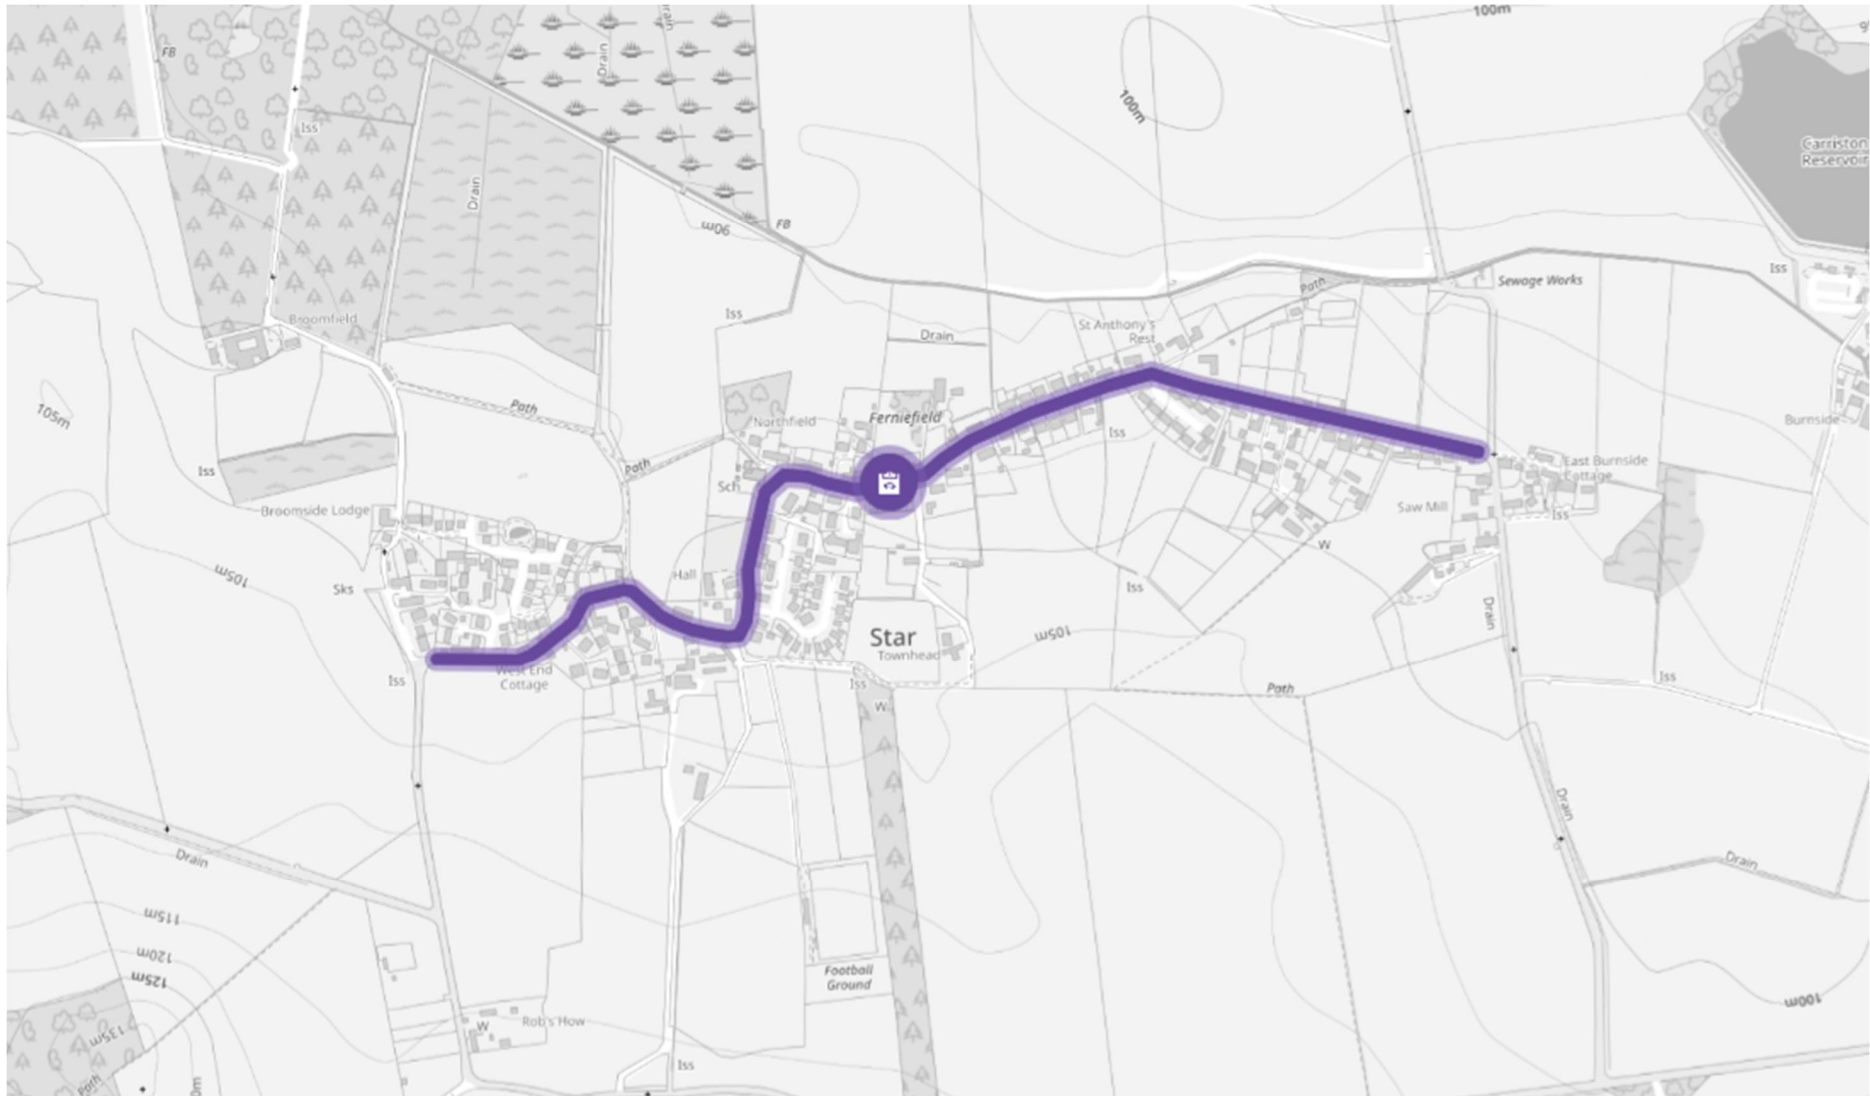 100m
FB
Drain
Iss
100m
Carriston
Reservoir
Drain
90m
FB
Iss
Sewage Works
Path
Broomfield
Iss
St Anthony's
Rest
Drain
105m
Path
Northfield
Ferniefield
Burnside
Iss
Path
Iss
Sch
East Burnside
Cottage
Broomside Lodge
Saw Mill
Iss
W
105m
Sks
Hall
Iss
Drain
Star
Townhead
105m
Iss
West End
Cottage
Iss
W
Path
Iss
Drain
Drain
Drain
115m
120m
125m
Football
Ground
100m
135m
W
Rob's How
Iss
Path